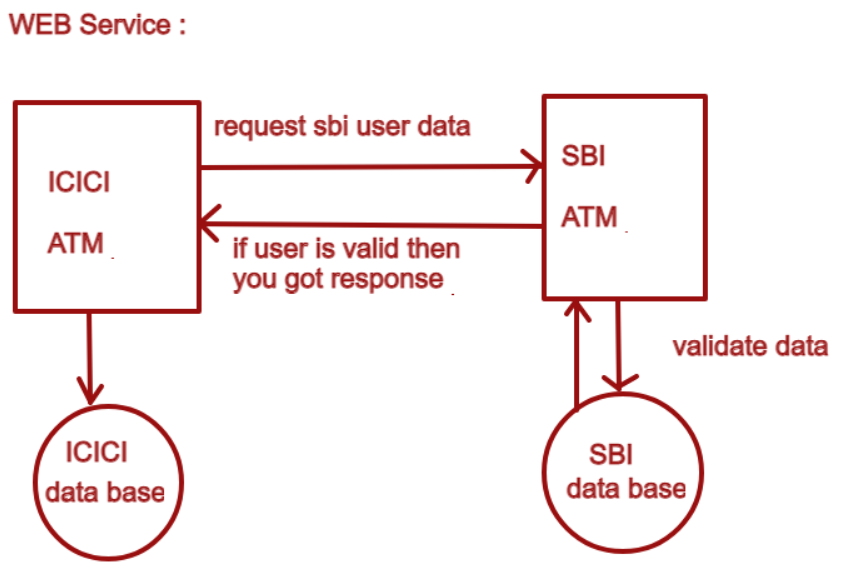 WEB Service :
request sbi user data
ICICI
ATM
SBI
ATM
if user is valid then
you got response
validate data
ICICI
data base
SBI
data base